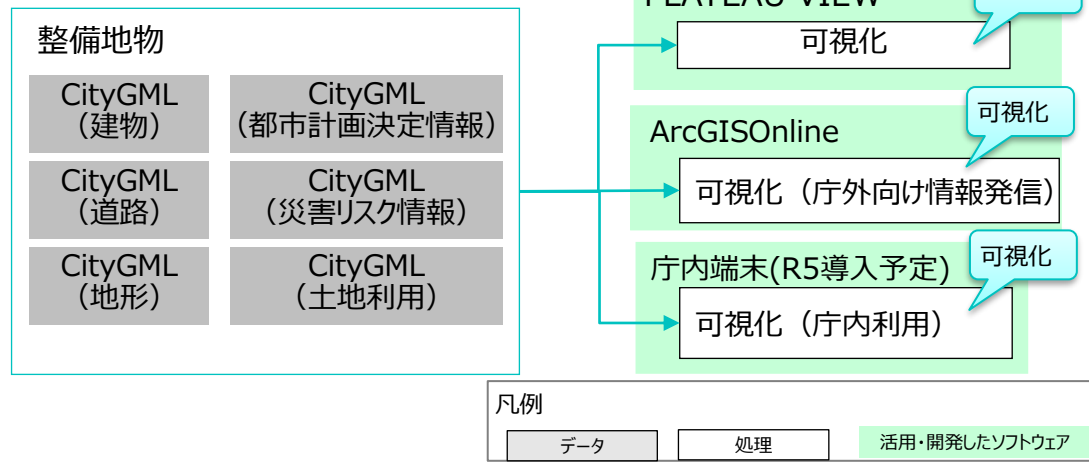 整備地物
CityGML
（建物）
CityGML
（都市計画決定情報）
CityGML
（道路）
CityGML
（災害リスク情報）
CityGML
（地形）
CityGML
（土地利用）
PLATEAU VIEW
可視化
ArcGISOnline
可視化
可視化（庁外向け情報発信）
庁内端末(R5導入予定)
可視化
可視化（庁内利用）
凡例
データ
処理
活用・開発したソフトウェア